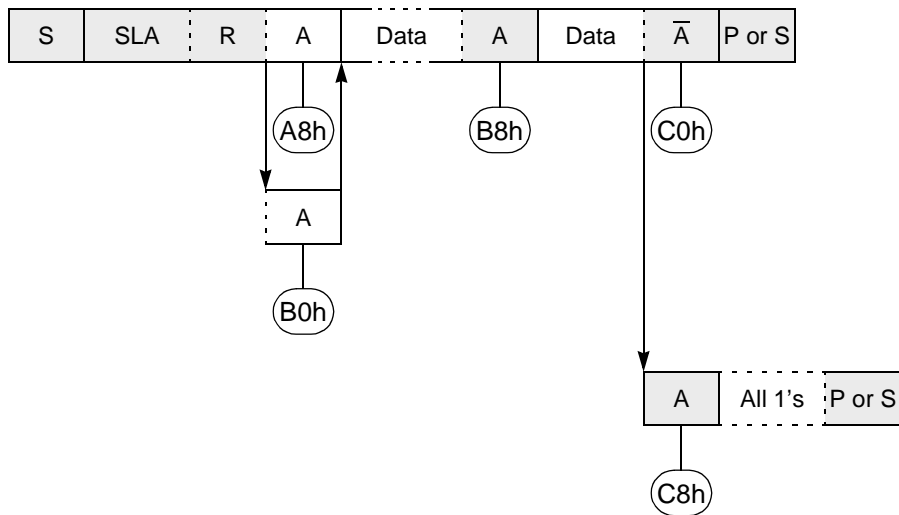 S SLA R A Data A Data A̅ P or S
A8h B8h C0h
A
B0h
A All 1’s P or S
C8h